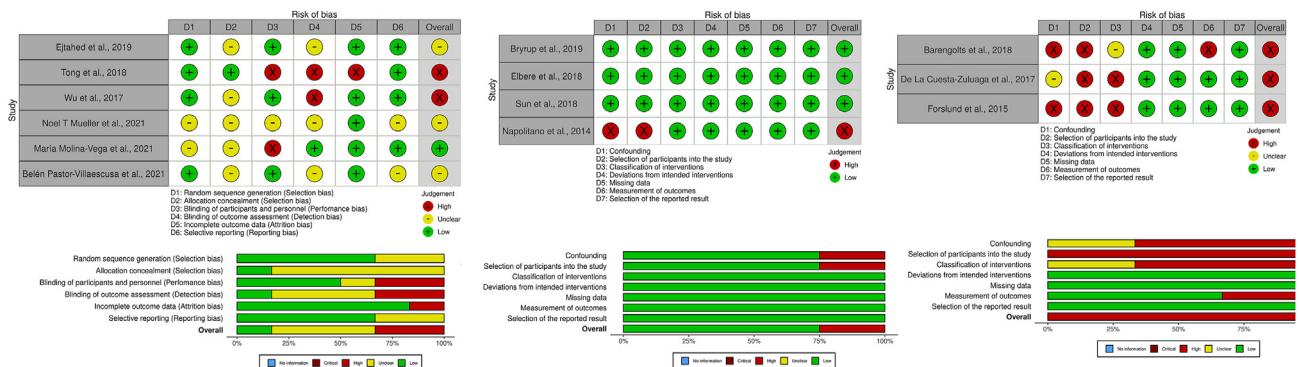 Risk of bias
D1 D2 D3 D4 D5 D6 Overall
Study
Ejtahed et al., 2019 + - + - + + -
Tong et al., 2018 + + X X X + X
Wu et al., 2017 + - + X + + X
Noel T Mueller et al., 2021 - - - - + - -
María Molina-Vega et al., 2021 - - X + + + +
Belén Pastor-Villaescusa et al., 2021 + - + - + - -
D1: Random sequence generation (Selection bias)
D2: Allocation concealment (Selection bias)
D3: Blinding of participants and personnel (Perfomance bias)
D4: Blinding of outcome assessment (Detection bias)
D5: Incomplete outcome data (Attrition bias)
D6: Selective reporting (Reporting bias)
Judgement
X High
- Unclear
+ Low
Random sequence generation (Selection bias)
Allocation concealment (Selection bias)
Blinding of participants and personnel (Perfomance bias)
Blinding of outcome assessment (Detection bias)
Incomplete outcome data (Attrition bias)
Selective reporting (Reporting bias)
Overall
0% 25% 50% 75% 100%
No information Critical High Unclear Low
Risk of bias
D1 D2 D3 D4 D5 D6 D7 Overall
Study
Bryrup et al., 2019 + + + + + + + +
Elbere et al., 2018 + + + + + + + +
Sun et al., 2018 + + + + + + + +
Napolitano et al., 2014 X X + + + + + X
D1: Confounding
D2: Selection of participants into the study
D3: Classification of interventions
D4: Deviations from intended interventions
D5: Missing data
D6: Measurement of outcomes
D7: Selection of the reported result
Judgement
X High
+ Low
Confounding
Selection of participants into the study
Classification of interventions
Deviations from intended interventions
Missing data
Measurement of outcomes
Selection of the reported result
Overall
0% 25% 50% 75% 100%
No information Critical High Unclear Low
Risk of bias
D1 D2 D3 D4 D5 D6 D7 Overall
Study
Barengolts et al., 2018 X X - + + X + X
De La Cuesta-Zuluaga et al., 2017 - X X + + + + X
Forslund et al., 2015 X X X + + + + X
D1: Confounding
D2: Selection of participants into the study
D3: Classification of interventions
D4: Deviations from intended interventions
D5: Missing data
D6: Measurement of outcomes
D7: Selection of the reported result
Judgement
X High
- Unclear
+ Low
Confounding
Selection of participants into the study
Classification of interventions
Deviations from intended interventions
Missing data
Measurement of outcomes
Selection of the reported result
Overall
0% 25% 50% 75%
No information Critical High Unclear Low